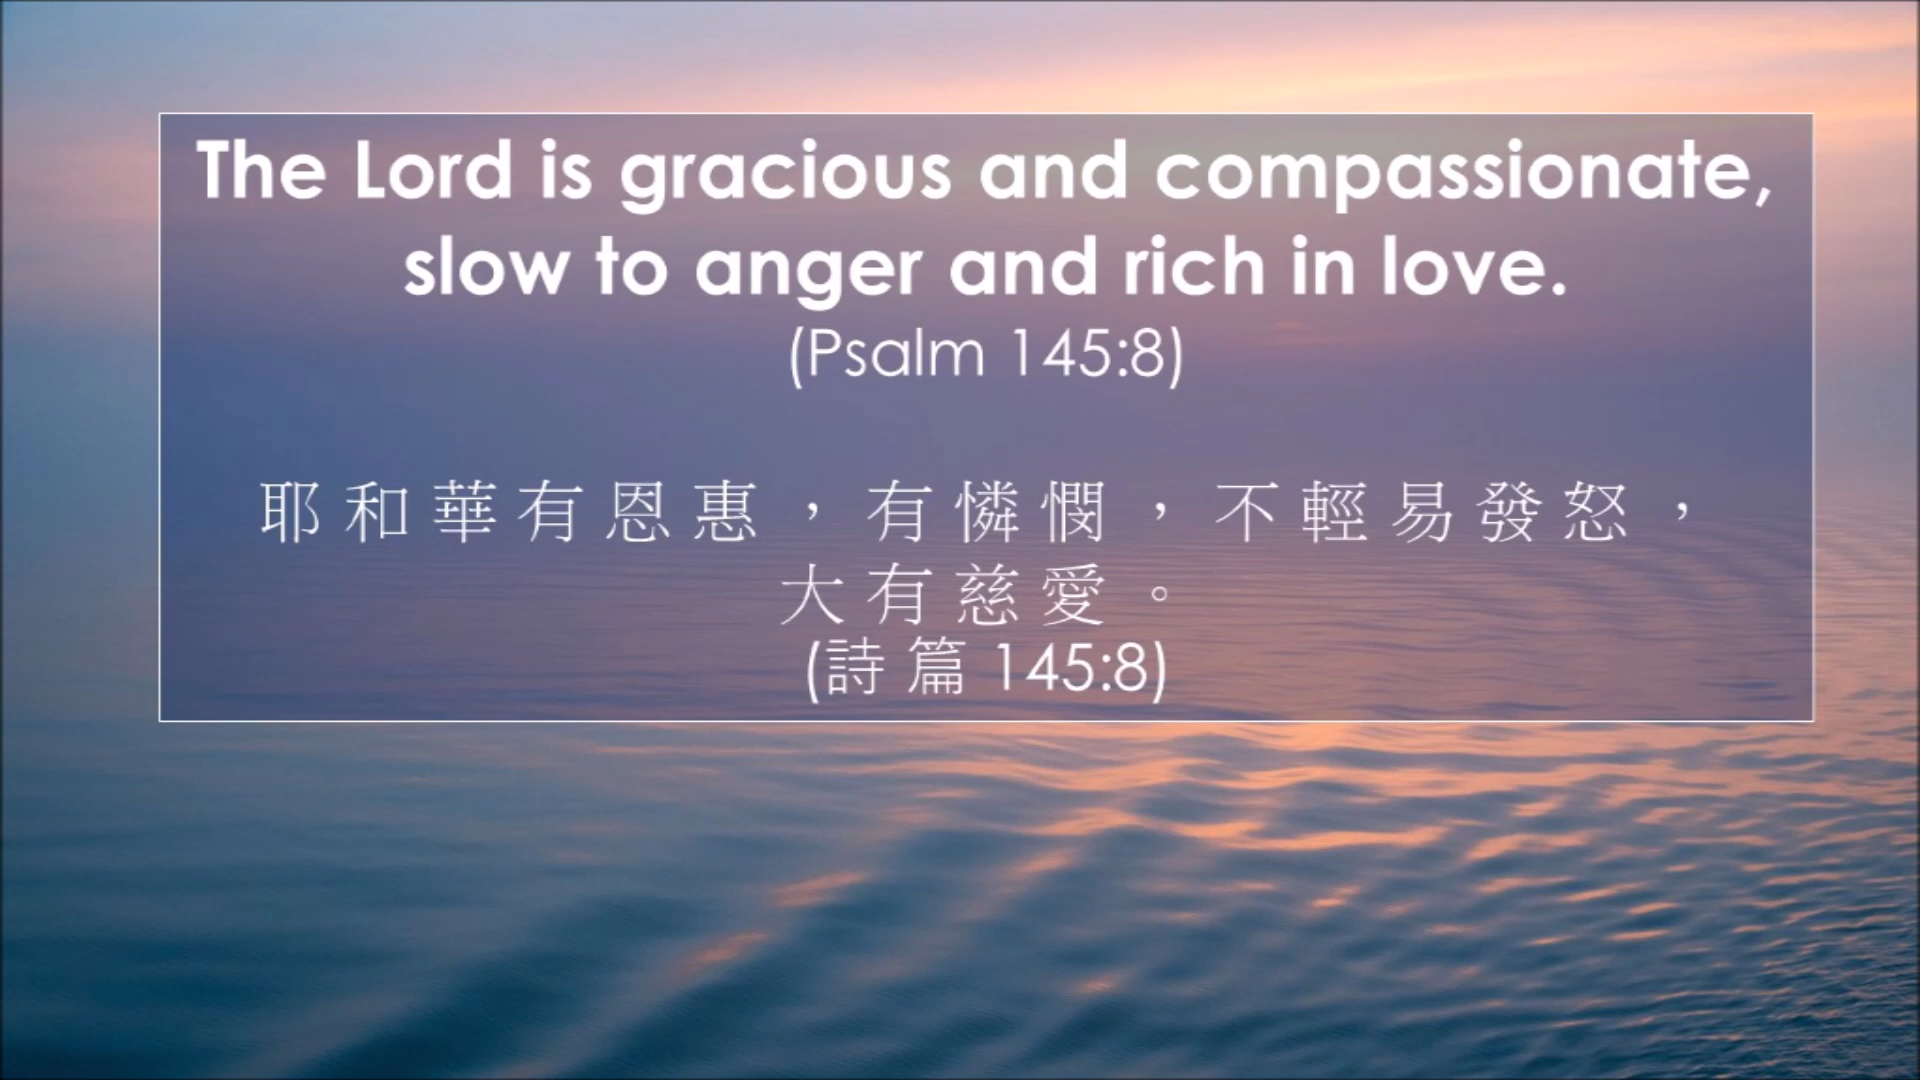 The Lord is gracious and compassionate,
slow to anger and rich in love.
(Psalm 145:8)
耶和華有恩惠，有憐憫，不輕易發怒，
大有慈愛。
(詩篇 145:8)